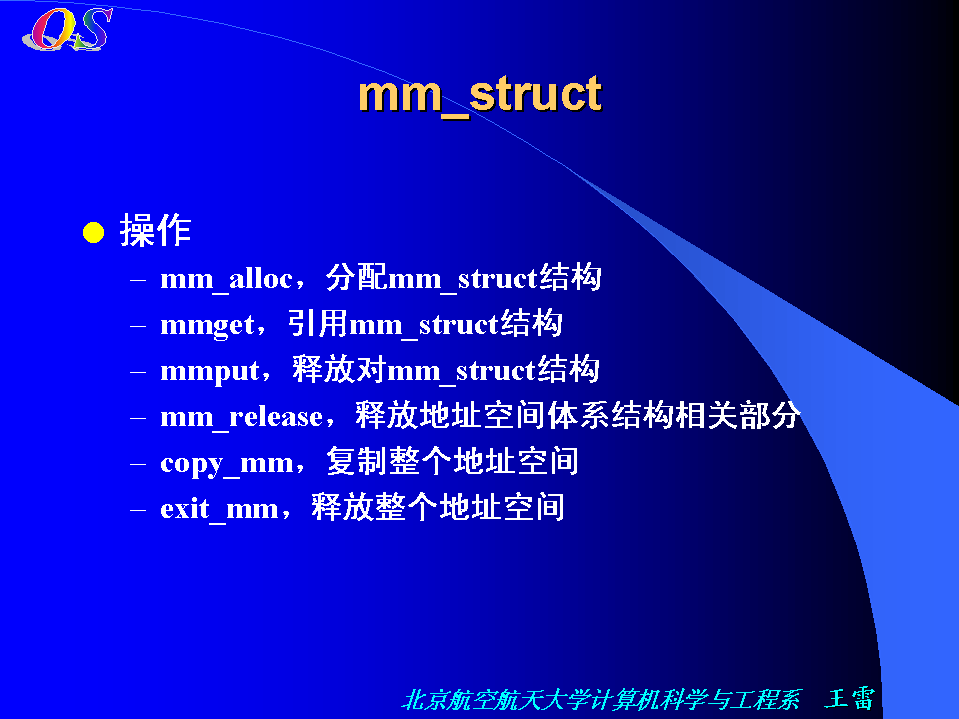 OS
mm_struct
操作
– mm_alloc，分配mm_struct结构
– mmget，引用mm_struct结构
– mmput，释放对mm_struct结构
– mm_release，释放地址空间体系结构相关部分
– copy_mm，复制整个地址空间
– exit_mm，释放整个地址空间
北京航空航天大学计算机科学与工程系 王雷